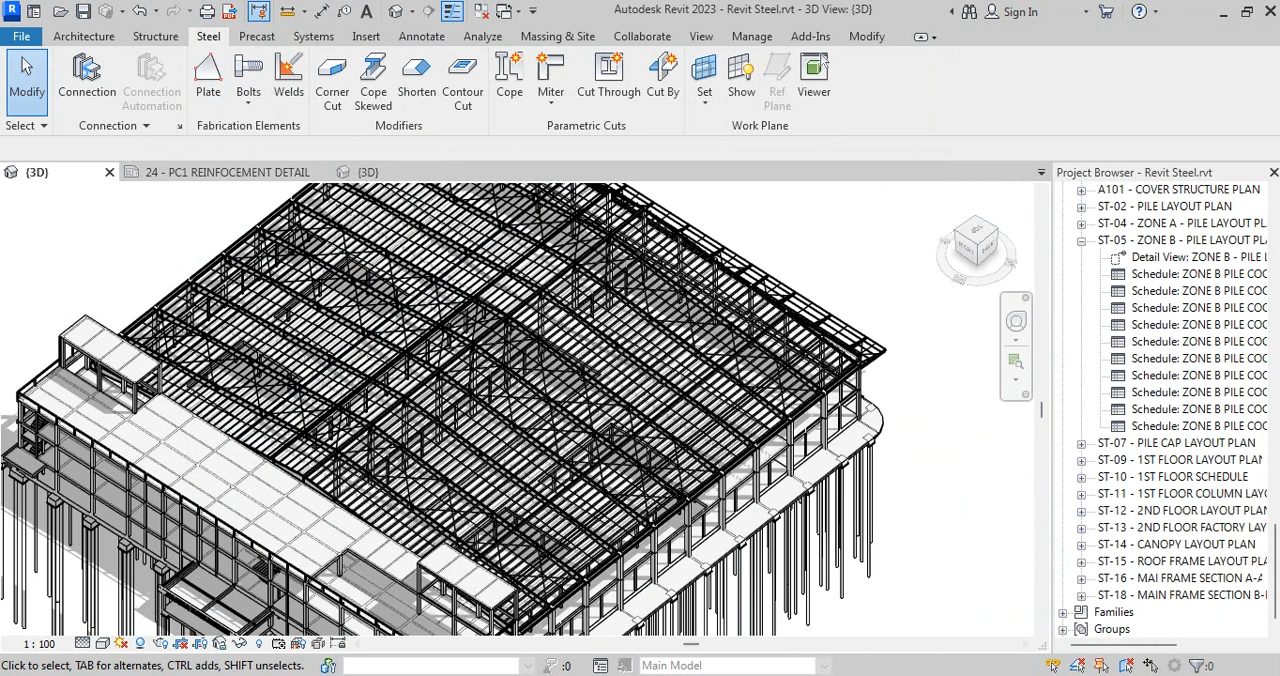 Autodesk Revit 2023 - Revit Steel.rvt - 3D View: {3D}
Sign In
File Architecture Structure Steel Precast Systems Insert Annotate Analyze Massing & Site Collaborate View Manage Add-Ins Modify
Modify
Connection
Connection Automation
Plate
Bolts
Welds
Corner Cut
Cope Skewed
Shorten
Contour Cut
Cope
Miter
Cut Through
Cut By
Set
Show
Ref Plane
Viewer
Select
Connection
Fabrication Elements
Modifiers
Parametric Cuts
Work Plane
{3D}
24 - PC1 REINFOCEMENT DETAIL
{3D}
Project Browser - Revit Steel.rvt
A101 - COVER STRUCTURE PLAN
ST-02 - PILE LAYOUT PLAN
ST-04 - ZONE A - PILE LAYOUT PL
ST-05 - ZONE B - PILE LAYOUT PL
Detail View: ZONE B - PILE
Schedule: ZONE B PILE COO
Schedule: ZONE B PILE COO
Schedule: ZONE B PILE COO
Schedule: ZONE B PILE COO
Schedule: ZONE B PILE COO
Schedule: ZONE B PILE COO
Schedule: ZONE B PILE COO
Schedule: ZONE B PILE COO
Schedule: ZONE B PILE COO
Schedule: ZONE B PILE COO
ST-07 - PILE CAP LAYOUT PLAN
ST-09 - 1ST FLOOR LAYOUT PLAN
ST-10 - 1ST FLOOR SCHEDULE
ST-11 - 1ST FLOOR COLUMN LAY
ST-12 - 2ND FLOOR LAYOUT PLAN
ST-13 - 2ND FLOOR FACTORY LAY
ST-14 - CANOPY LAYOUT PLAN
ST-15 - ROOF FRAME LAYOUT PL
ST-16 - MAI FRAME SECTION A-A
ST-18 - MAIN FRAME SECTION B-
Families
Groups
1 : 100
Click to select, TAB for alternates, CTRL adds, SHIFT unselects.
:0
Main Model
:0